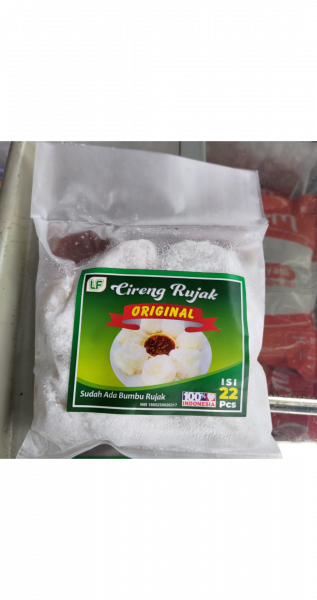 LF Cireng Rujak
ORIGINAL
ISI
22
Pcs
Sudah Ada Bumbu Rujak
100%
INDONESIA